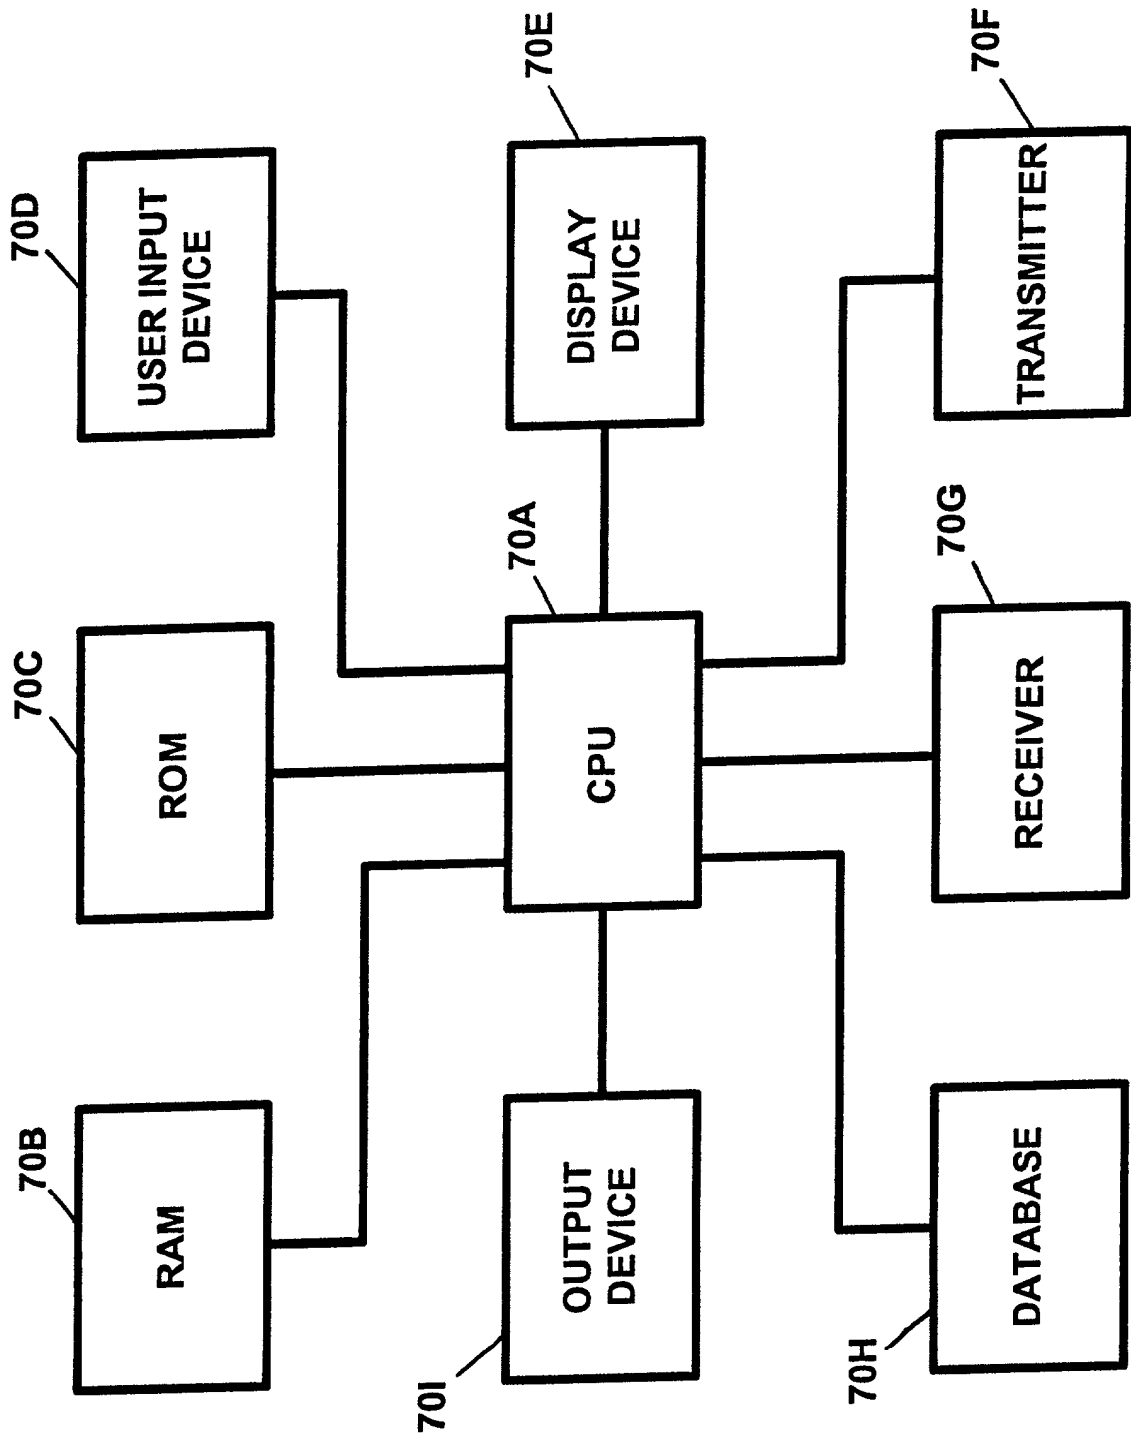 70B
RAM
70C
ROM
70D
USER INPUT
DEVICE
70I
OUTPUT
DEVICE
70A
CPU
70E
DISPLAY
DEVICE
70H
DATABASE
70G
RECEIVER
70F
TRANSMITTER